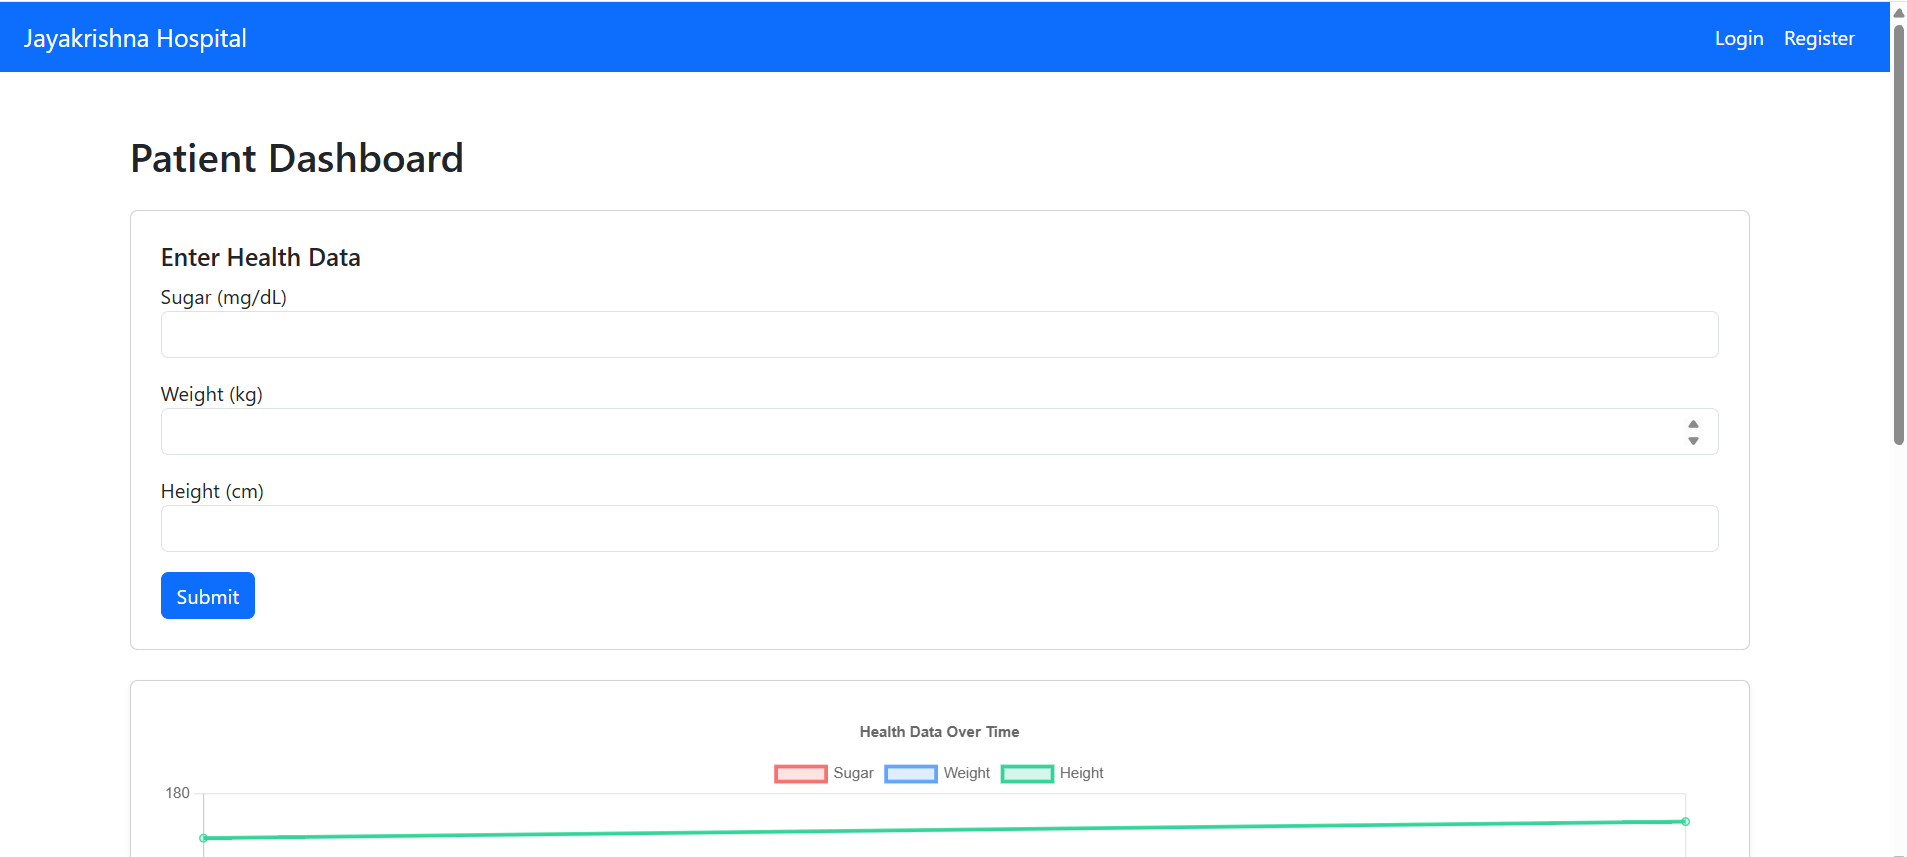 Jayakrishna Hospital Login Register
Patient Dashboard
Enter Health Data
Sugar (mg/dL)
Weight (kg)
Height (cm)
Submit
Health Data Over Time
Sugar Weight Height
180